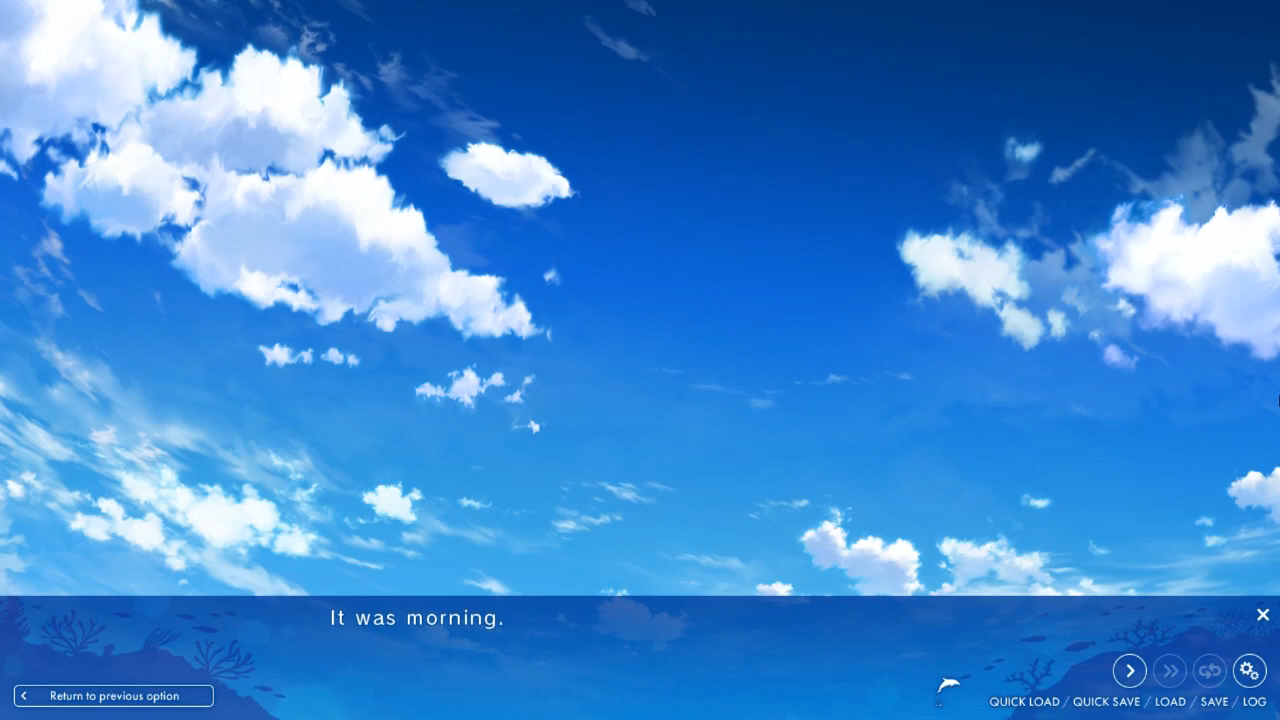 It was morning.
Return to previous option
QUICK LOAD / QUICK SAVE / LOAD / SAVE / LOG